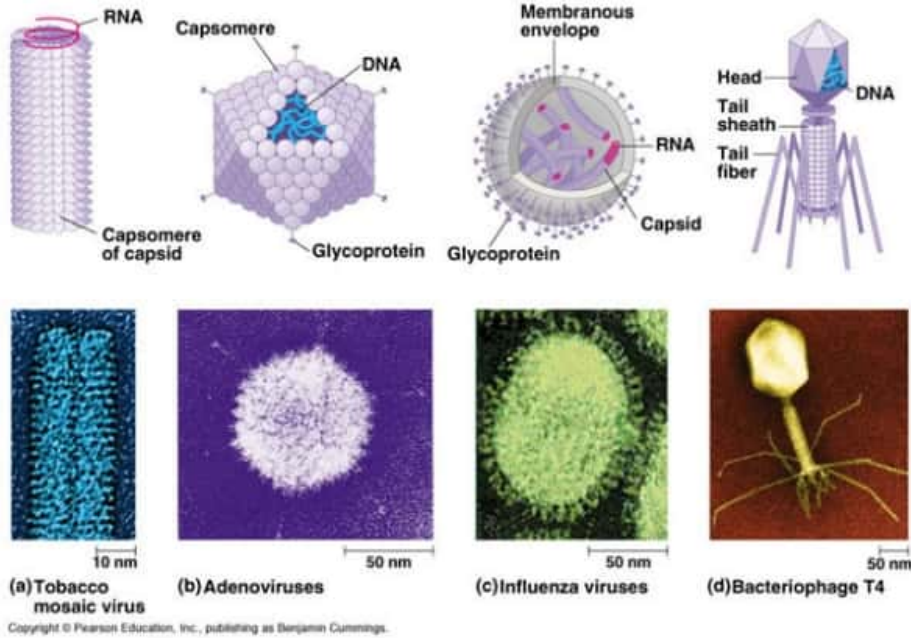 RNA
Capsomere
of capsid
Capsomere
DNA
Glycoprotein
Membranous
envelope
RNA
Capsid
Glycoprotein
Head
DNA
Tail
sheath
Tail
fiber
10 nm
50 nm
50 nm
50 nm
(a) Tobacco
mosaic virus
(b) Adenoviruses
(c) Influenza viruses
(d) Bacteriophage T4
Copyright © Pearson Education, Inc., publishing as Benjamin Cummings.